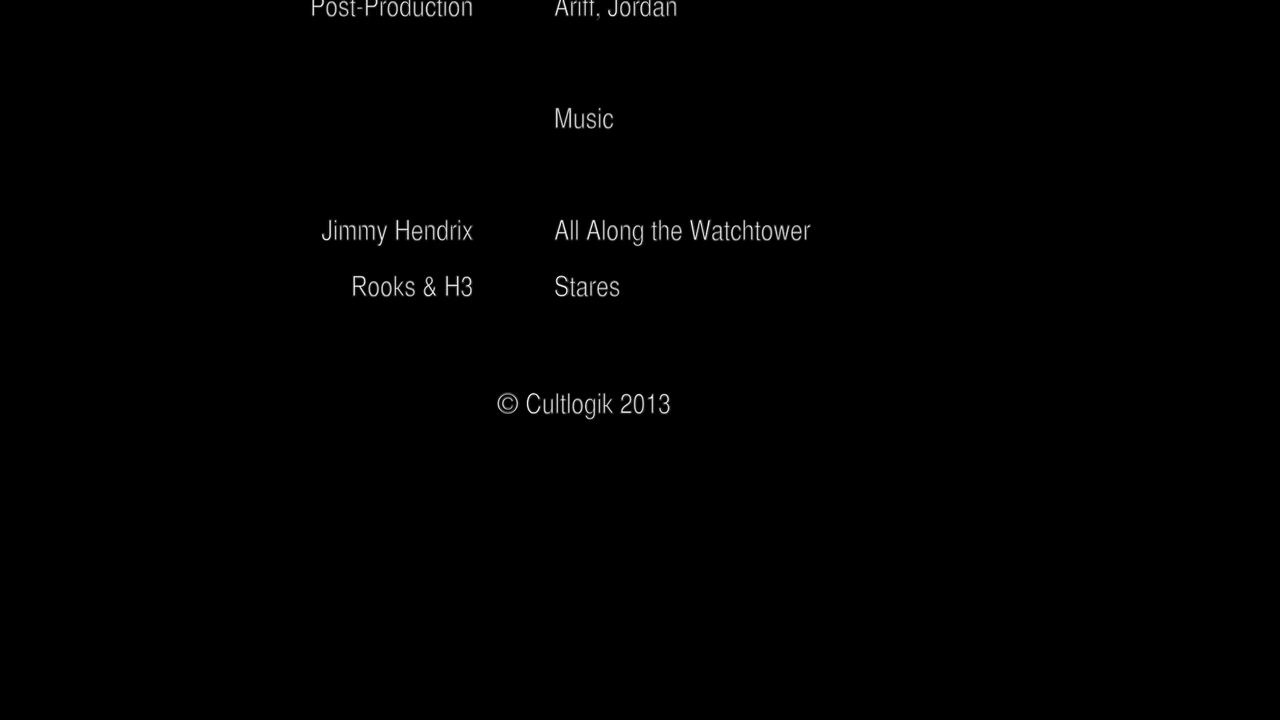 Post-Production Ariff, Jordan
Music
Jimmy Hendrix All Along the Watchtower
Rooks & H3 Stares
© Cultlogik 2013